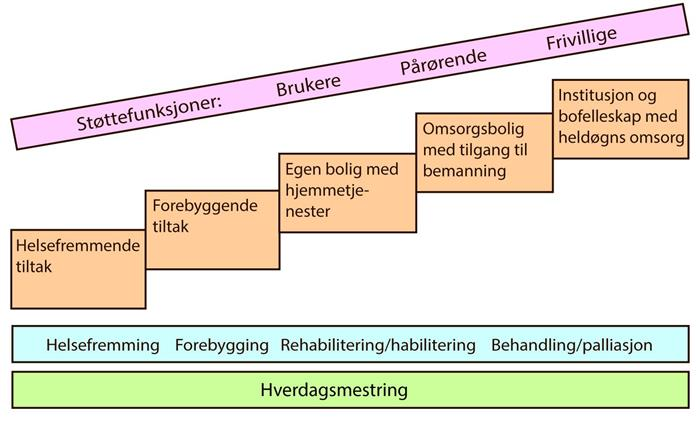 Støttefunksjoner: Brukere Pårørende Frivillige
Institusjon og
bofelleskap med
heldøgns omsorg
Omsorgsbolig
med tilgang til
bemanning
Egen bolig med
hjemmetje-
nester
Forebyggende
tiltak
Helsefremmende
tiltak
Helsefremming Forebygging Rehabilitering/habilitering Behandling/palliasjon
Hverdagsmestring